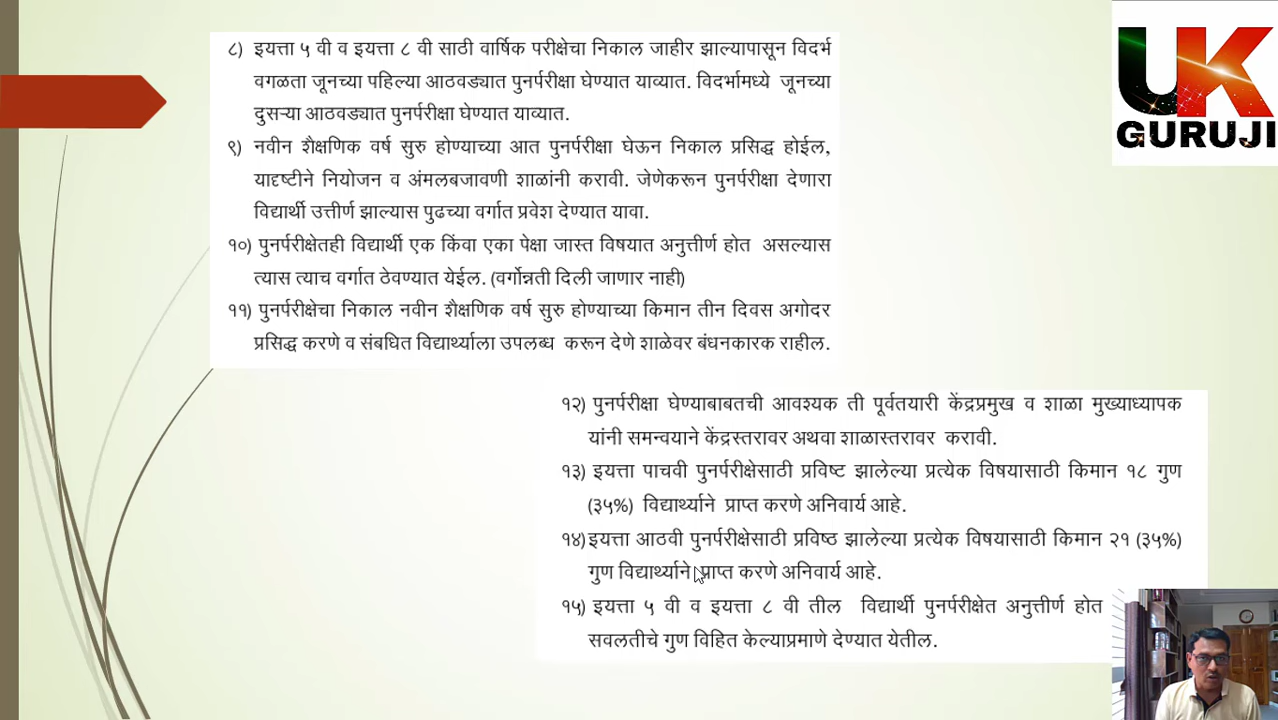 ८) इयत्ता ५ वी व इयत्ता ८ वी साठी वार्षिक परीक्षेचा निकाल जाहीर झाल्यापासून विदर्भ
वगळता जूनच्या पहिल्या आठवड्यात पुनर्परीक्षा घेण्यात याव्यात. विदर्भामध्ये जूनच्या
दुसऱ्या आठवड्यात पुनर्परीक्षा घेण्यात याव्यात.
९) नवीन शैक्षणिक वर्ष सुरु होण्याच्या आत पुनर्परीक्षा घेऊन निकाल प्रसिद्ध होईल,
यादृष्टीने नियोजन व अंमलबजावणी शाळांनी करावी. जेणेकरून पुनर्परीक्षा देणारा
विद्यार्थी उत्तीर्ण झाल्यास पुढच्या वर्गात प्रवेश देण्यात यावा.
१०) पुनर्परीक्षेतही विद्यार्थी एक किंवा एका पेक्षा जास्त विषयात अनुत्तीर्ण होत असल्यास
त्यास त्याच वर्गात ठेवण्यात येईल. (वर्गोन्नती दिली जाणार नाही)
११) पुनर्परीक्षेचा निकाल नवीन शैक्षणिक वर्ष सुरु होण्याच्या किमान तीन दिवस अगोदर
प्रसिद्ध करणे व संबधित विद्यार्थ्याला उपलब्ध करून देणे शाळेवर बंधनकारक राहील.
UK
GURUJI
१२) पुनर्परीक्षा घेण्याबाबतची आवश्यक ती पूर्वतयारी केंद्रप्रमुख व शाळा मुख्याध्यापक
यांनी समन्वयाने केंद्रस्तरावर अथवा शाळास्तरावर करावी.
१३) इयत्ता पाचवी पुनर्परीक्षेसाठी प्रविष्ट झालेल्या प्रत्येक विषयासाठी किमान १८ गुण
(३५%) विद्यार्थ्याने प्राप्त करणे अनिवार्य आहे.
१४) इयत्ता आठवी पुनर्परीक्षेसाठी प्रविष्ठ झालेल्या प्रत्येक विषयासाठी किमान २१ (३५%)
गुण विद्यार्थ्याने प्राप्त करणे अनिवार्य आहे.
१५) इयत्ता ५ वी व इयत्ता ८ वी तील विद्यार्थी पुनर्परीक्षेत अनुत्तीर्ण होत
सवलतीचे गुण विहित केल्याप्रमाणे देण्यात येतील.